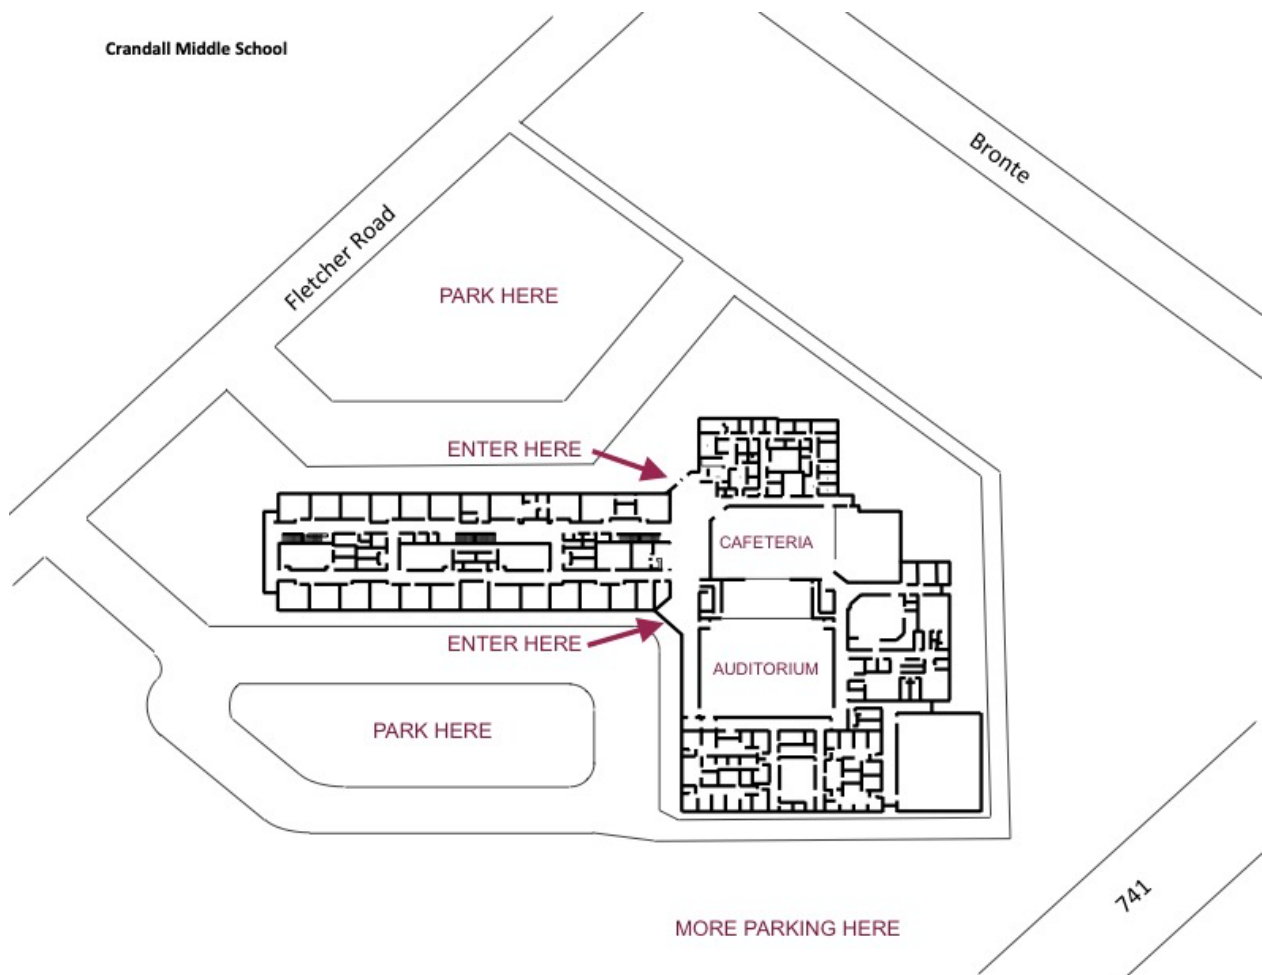 Crandall Middle School
Bronte
Fletcher Road
PARK HERE
ENTER HERE
CAFETERIA
ENTER HERE
AUDITORIUM
PARK HERE
741
MORE PARKING HERE